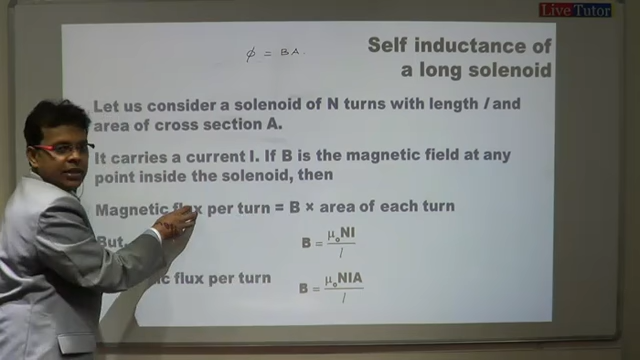 Live Tutor
ϕ = BA.
Self inductance of
a long solenoid
Let us consider a solenoid of N turns with length l and
area of cross section A.
It carries a current I. If B is the magnetic field at any
point inside the solenoid, then
Magnetic flux per turn = B × area of each turn
But,
B = μ₀NI / l
flux per turn
B = μ₀NIA / l